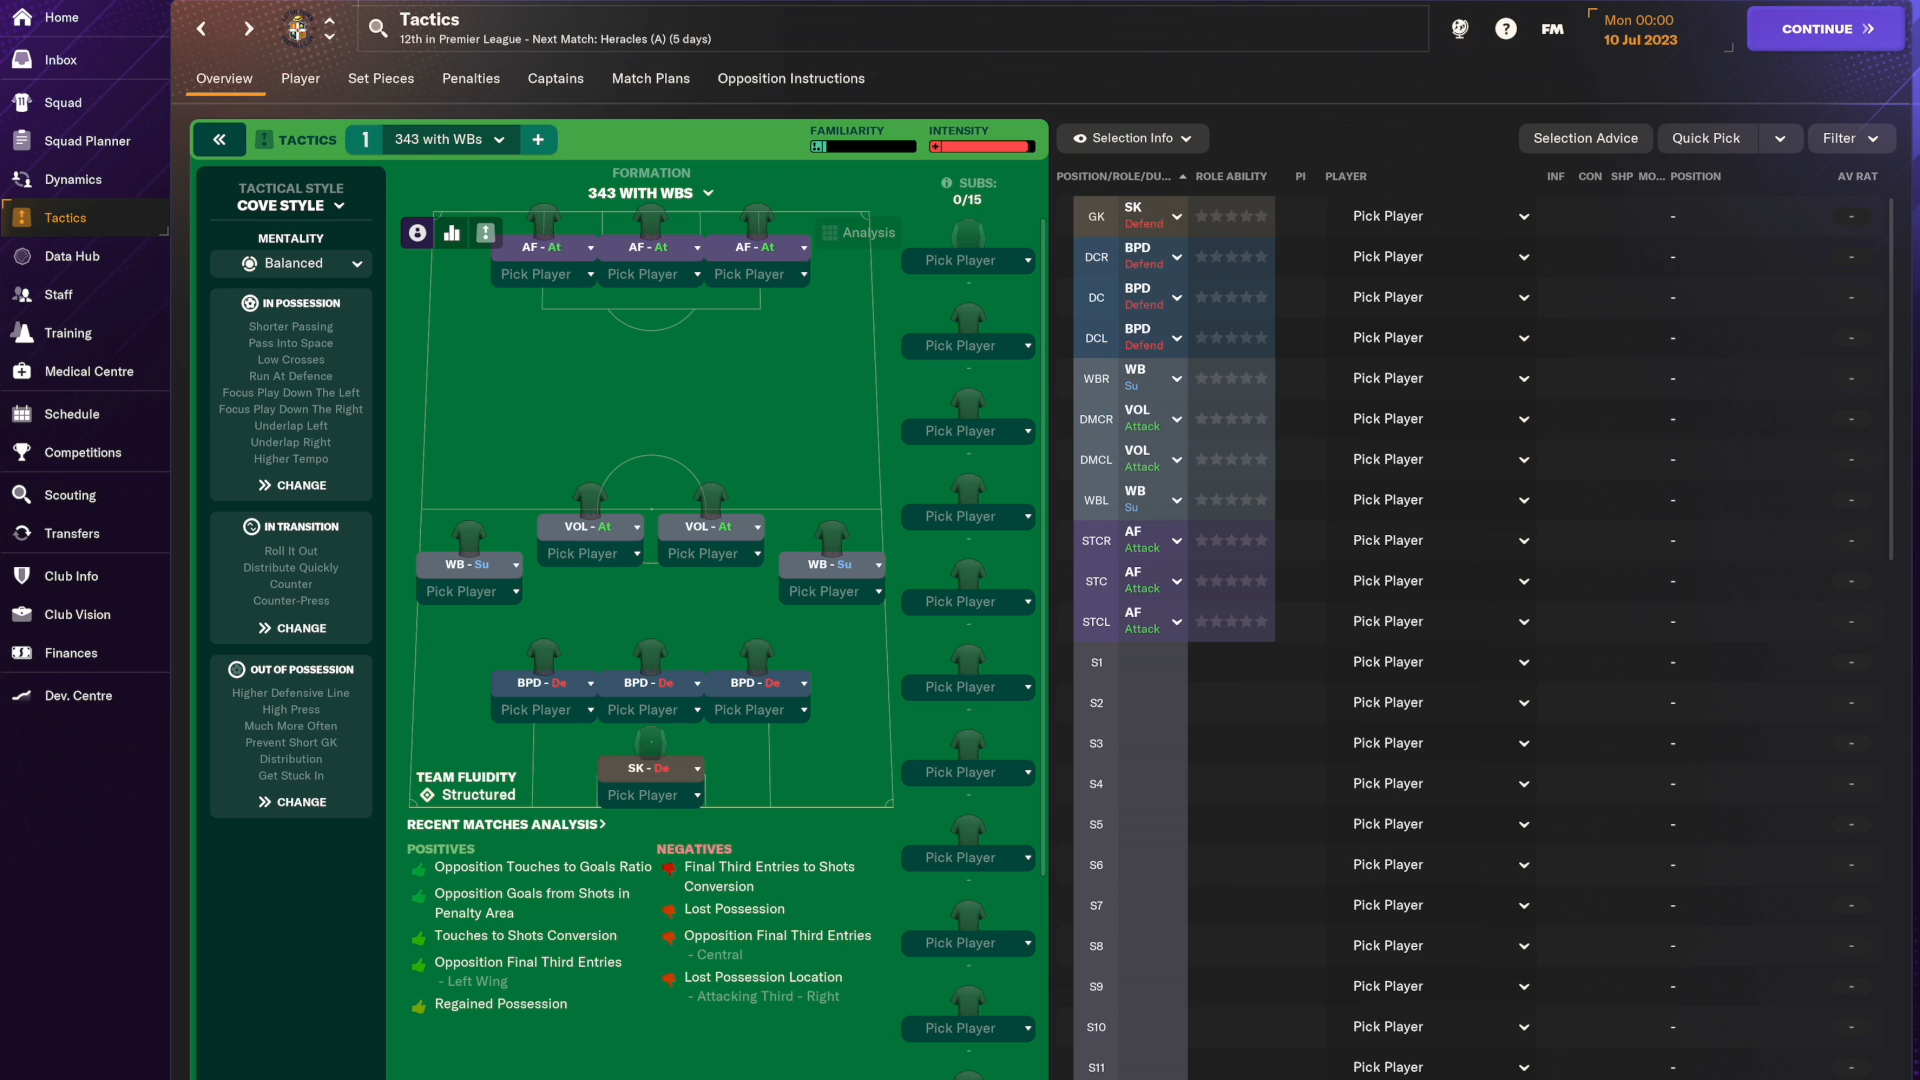 Home
Inbox
Squad
Squad Planner
Dynamics
Tactics
Data Hub
Staff
Training
Medical Centre
Schedule
Competitions
Scouting
Transfers
Club Info
Club Vision
Finances
Dev. Centre
Tactics
12th in Premier League - Next Match: Heracles (A) (5 days)
FM
Mon 00:00
10 Jul 2023
CONTINUE
Overview Player Set Pieces Penalties Captains Match Plans Opposition Instructions
TACTICS 1 343 with WBs +
FAMILIARITY
INTENSITY
TACTICAL STYLE
COVE STYLE
MENTALITY
Balanced
IN POSSESSION
Shorter Passing
Pass Into Space
Low Crosses
Run At Defence
Focus Play Down The Left
Focus Play Down The Right
Underlap Left
Underlap Right
Higher Tempo
CHANGE
IN TRANSITION
Roll It Out
Distribute Quickly
Counter
Counter-Press
CHANGE
OUT OF POSSESSION
Higher Defensive Line
High Press
Much More Often
Prevent Short GK
Distribution
Get Stuck In
CHANGE
FORMATION
343 WITH WBS
Analysis
AF - At AF - At AF - At
Pick Player Pick Player Pick Player
VOL - At VOL - At
Pick Player Pick Player
WB - Su WB - Su
Pick Player Pick Player
BPD - De BPD - De BPD - De
Pick Player Pick Player Pick Player
SK - De
Pick Player
TEAM FLUIDITY
Structured
SUBS:
0/15
Pick Player
-
Pick Player
-
Pick Player
-
Pick Player
-
Pick Player
-
Pick Player
-
Pick Player
-
Pick Player
-
Pick Player
-
Pick Player
-
RECENT MATCHES ANALYSIS
POSITIVES
Opposition Touches to Goals Ratio
Opposition Goals from Shots in
Penalty Area
Touches to Shots Conversion
Opposition Final Third Entries
- Left Wing
Regained Possession
NEGATIVES
Final Third Entries to Shots
Conversion
Lost Possession
Opposition Final Third Entries
- Central
Lost Possession Location
- Attacking Third - Right
Selection Info
Selection Advice Quick Pick Filter
POSITION/ROLE/DU... ROLE ABILITY PI PLAYER INF CON SHP MO... POSITION AV RAT
GK SK Defend Pick Player - -
DCR BPD Defend Pick Player - -
DC BPD Defend Pick Player - -
DCL BPD Defend Pick Player - -
WBR WB Su Pick Player - -
DMCR VOL Attack Pick Player - -
DMCL VOL Attack Pick Player - -
WBL WB Su Pick Player - -
STCR AF Attack Pick Player - -
STC AF Attack Pick Player - -
STCL AF Attack Pick Player - -
S1 Pick Player - -
S2 Pick Player - -
S3 Pick Player - -
S4 Pick Player - -
S5 Pick Player - -
S6 Pick Player - -
S7 Pick Player - -
S8 Pick Player - -
S9 Pick Player - -
S10 Pick Player - -
S11 Pick Player - -